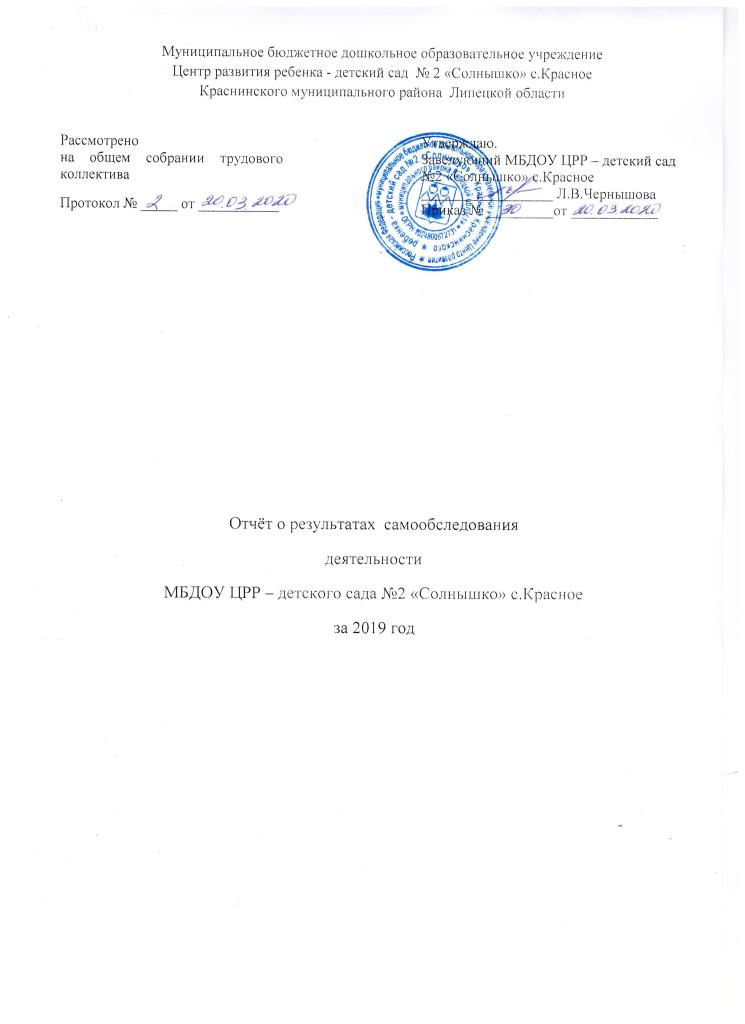 Муниципальное бюджетное дошкольное образовательное учреждение
Центр развития ребенка - детский сад № 2 «Солнышко» с.Красное
Краснинского муниципального района Липецкой области
Рассмотрено
на общем собрании трудового
коллектива
Протокол № 2 от 20.03.2020
Утверждаю.
Заведующий МБДОУ ЦРР – детский сад
№2 «Солнышко» с.Красное
Л.В.Чернышова
Приказ № 30 от 20.03.2020
Отчёт о результатах самообследования
деятельности
МБДОУ ЦРР – детского сада №2 «Солнышко» с.Красное
за 2019 год